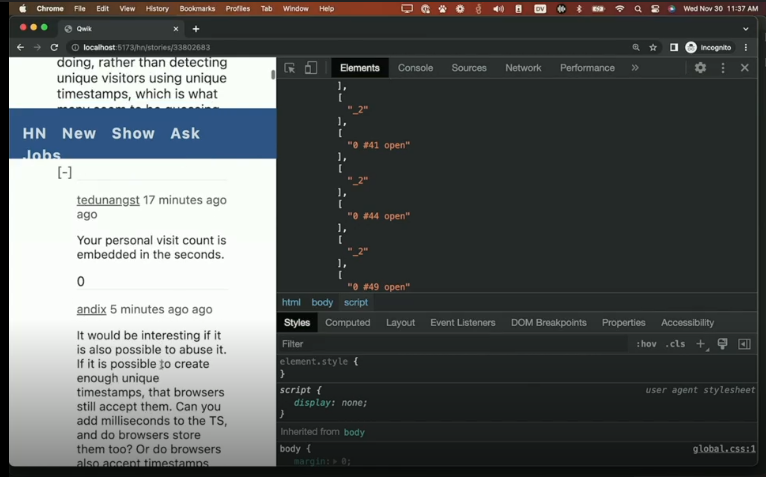 Chrome File Edit View History Bookmarks Profiles Tab Window Help DV Wed Nov 30 11:37 AM
Qwik
localhost:5173/hn/stories/33802683 Incognito
doing, rather than detecting
unique visitors using unique
timestamps, which is what
many seem to be guessing
HN New Show Ask
Jobs
[-]
tedunangst 17 minutes ago
ago
Your personal visit count is
embedded in the seconds.
0
andix 5 minutes ago ago
It would be interesting if it
is also possible to abuse it.
If it is possible to create
enough unique
timestamps, that browsers
still accept them. Can you
add milliseconds to the TS,
and do browsers store
them too? Or do browsers
also accept timestamps
Elements Console Sources Network Performance »
],
[
"_2"
],
[
"0 #41 open"
],
[
"_2"
],
[
"0 #44 open"
],
[
"_2"
],
[
"0 #49 open"
html body script
Styles Computed Layout Event Listeners DOM Breakpoints Properties Accessibility
Filter :hov .cls +
element.style {
}
script { user agent stylesheet
display: none;
}
Inherited from body
body { global.css:1
margin: 0;